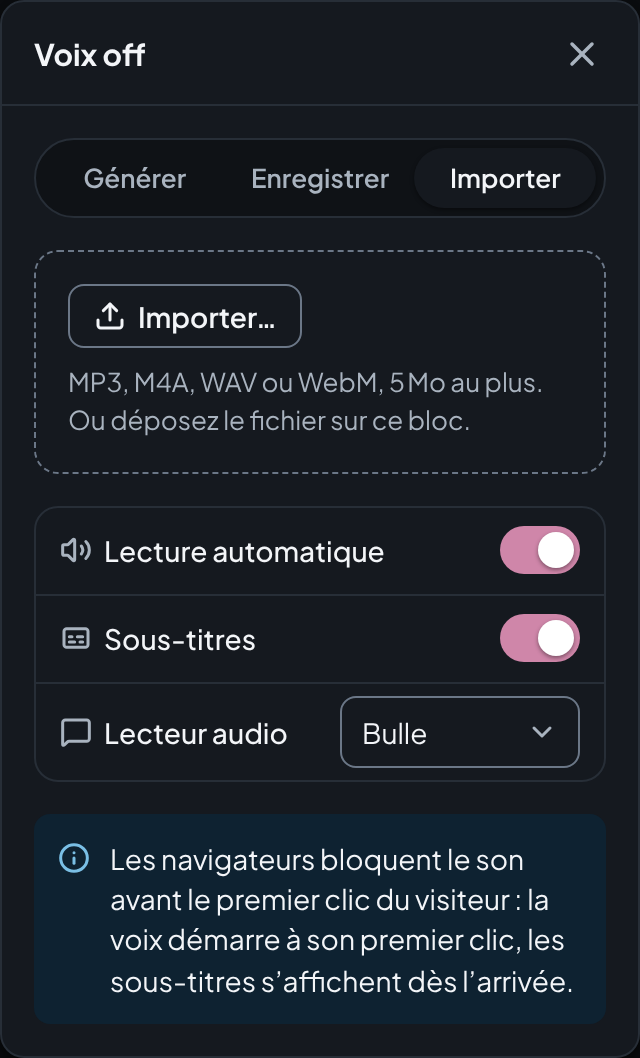 Voix off
Générer
Enregistrer
Importer
Importer…
MP3, M4A, WAV ou WebM, 5 Mo au plus.
Ou déposez le fichier sur ce bloc.
Lecture automatique
Sous-titres
Lecteur audio
Bulle
Les navigateurs bloquent le son
avant le premier clic du visiteur : la
voix démarre à son premier clic, les
sous-titres s’affichent dès l’arrivée.